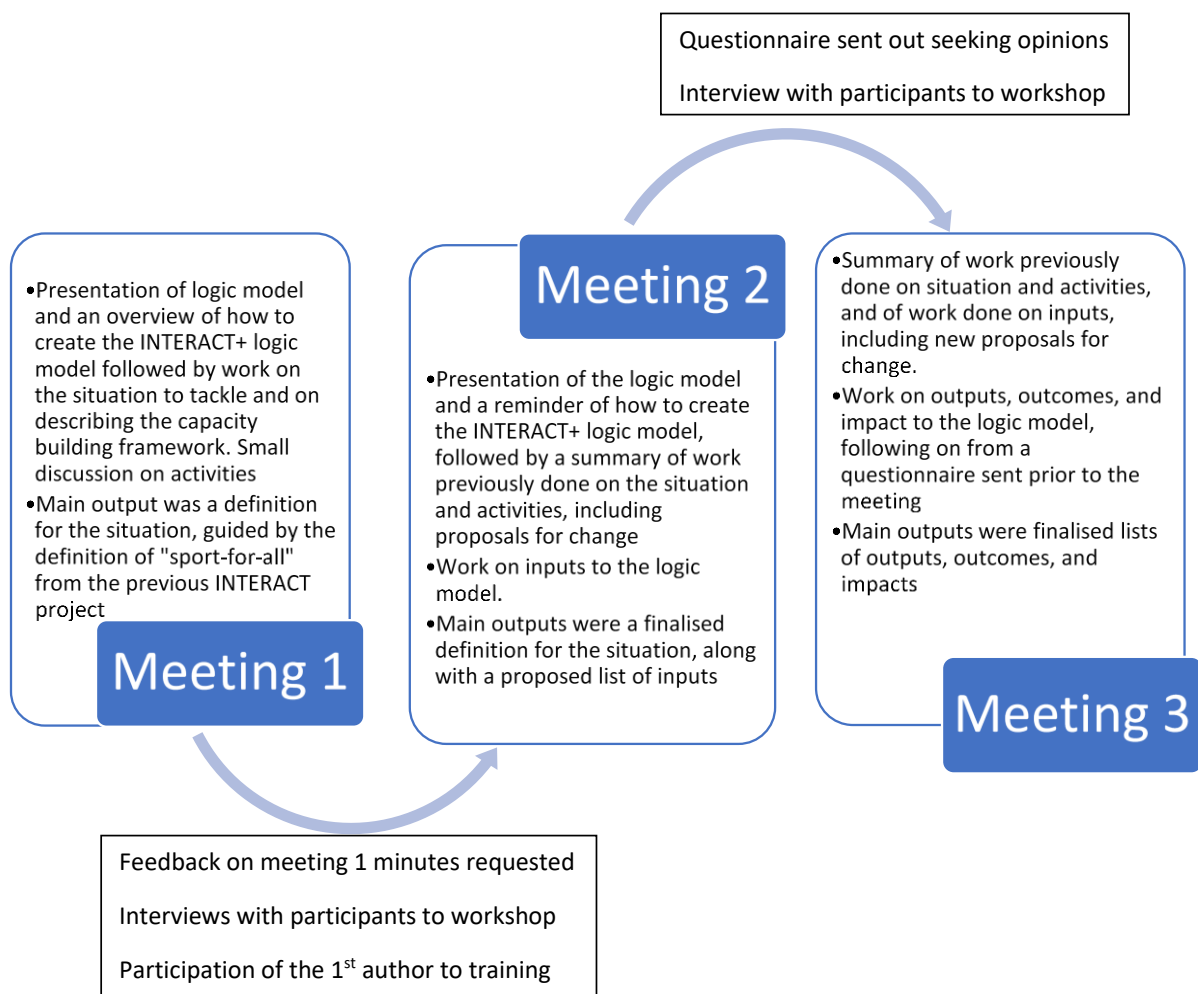 Questionnaire sent out seeking opinions
Interview with participants to workshop
•Presentation of logic model
and an overview of how to
create the INTERACT+ logic
model followed by work on
the situation to tackle and on
describing the capacity
building framework. Small
discussion on activities
•Main output was a definition
for the situation, guided by the
definition of "sport-for-all"
from the previous INTERACT
project
Meeting 1
Meeting 2
•Presentation of the logic model
and a reminder of how to create
the INTERACT+ logic model,
followed by a summary of work
previously done on the situation
and activities, including
proposals for change
•Work on inputs to the logic
model.
•Main outputs were a finalised
definition for the situation, along
with a proposed list of inputs
•Summary of work previously
done on situation and activities,
and of work done on inputs,
including new proposals for
change.
•Work on outputs, outcomes, and
impact to the logic model,
following on from a
questionnaire sent prior to the
meeting
•Main outputs were finalised lists
of outputs, outcomes, and
impacts
Meeting 3
Feedback on meeting 1 minutes requested
Interviews with participants to workshop
Participation of the 1st author to training